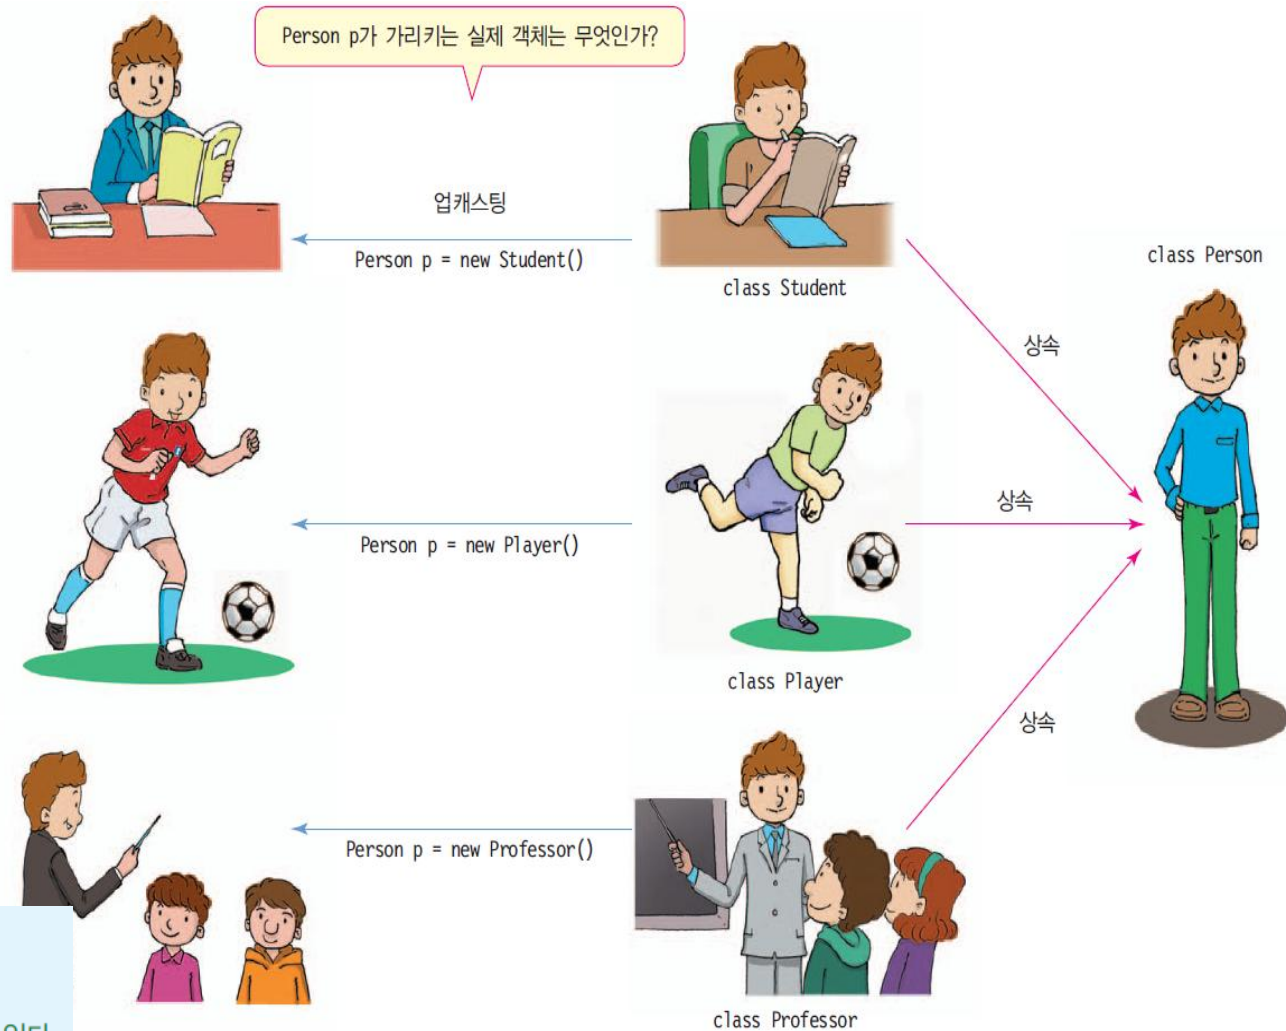 Person p가 가리키는 실제 객체는 무엇인가?
업캐스팅
Person p = new Student()
class Student
class Person
상속
Person p = new Player()
상속
class Player
상속
Person p = new Professor()
class Professor